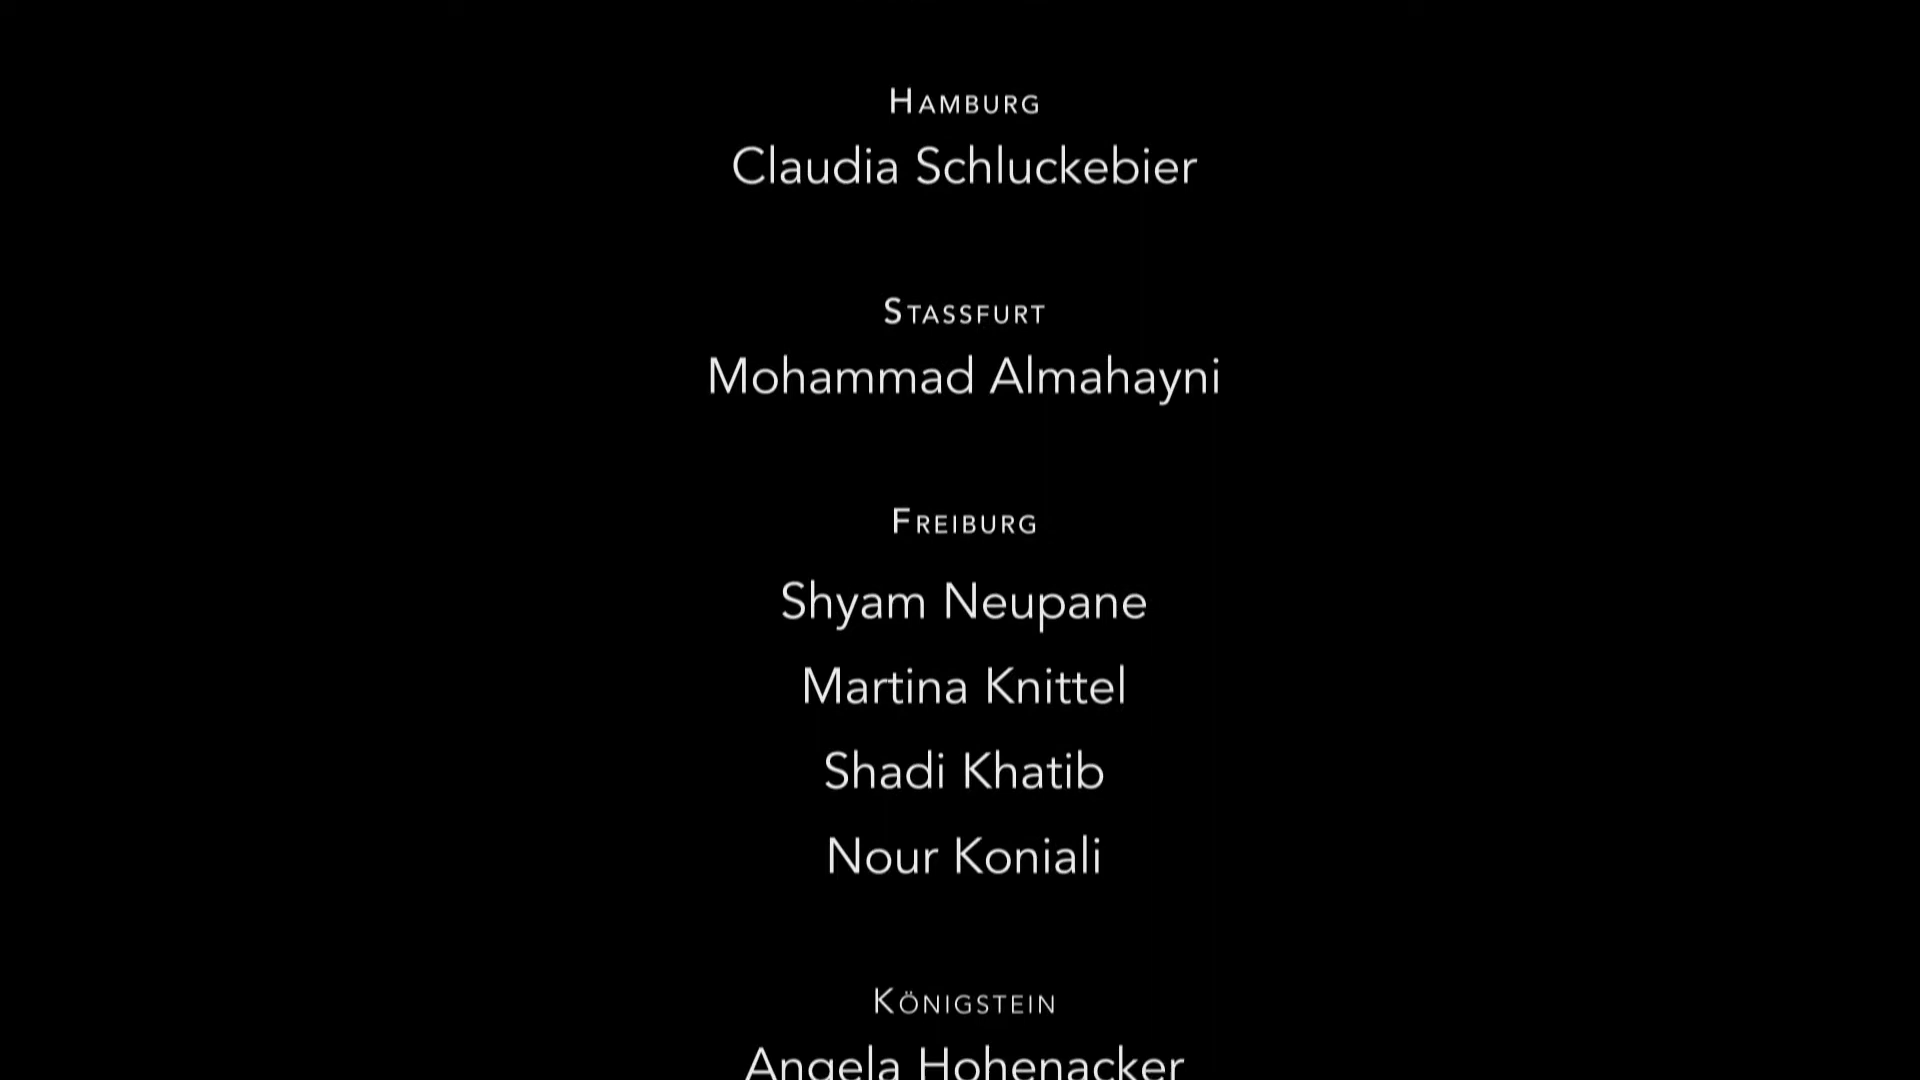 Hamburg
Claudia Schluckebier
Stassfurt
Mohammad Almahayni
Freiburg
Shyam Neupane
Martina Knittel
Shadi Khatib
Nour Koniali
Königstein
Angela Hohenacker